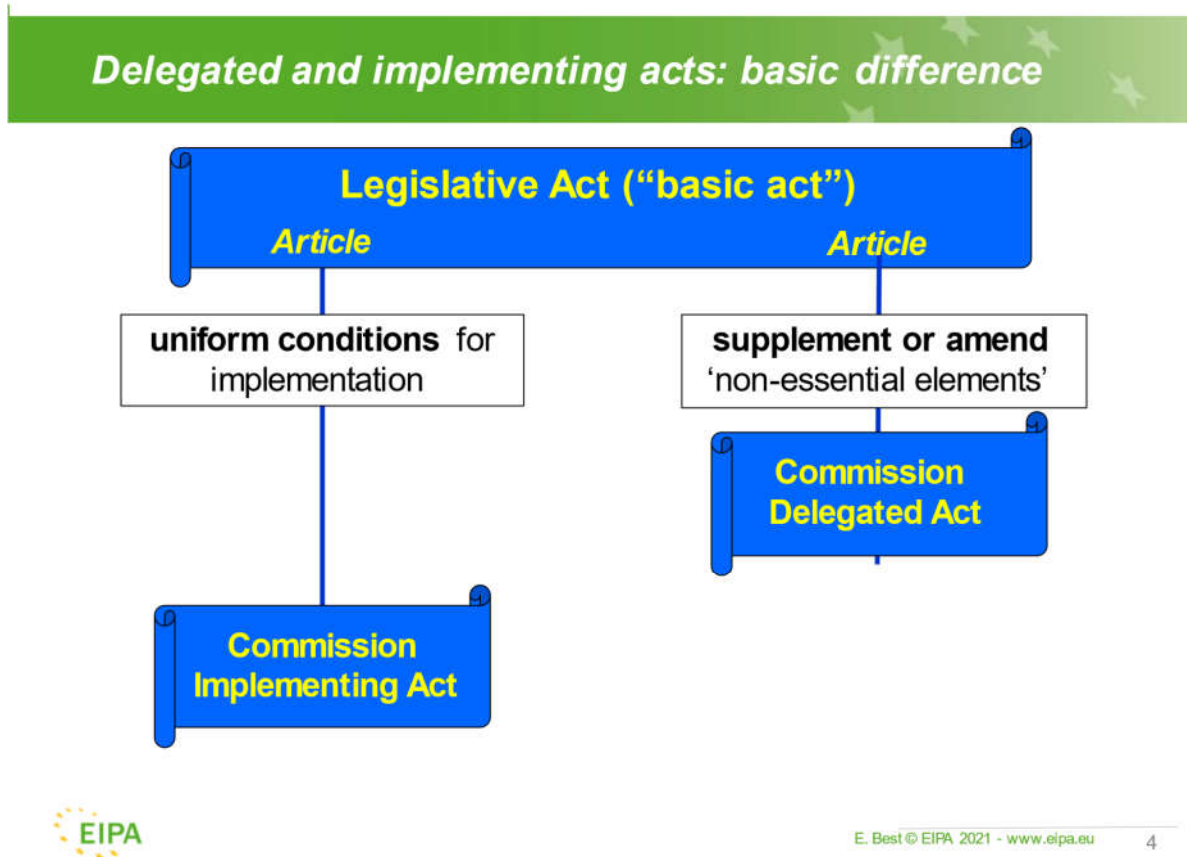 Delegated and implementing acts: basic difference
Legislative Act (“basic act”)
Article
Article
uniform conditions for
implementation
supplement or amend
‘non-essential elements’
Commission
Delegated Act
Commission
Implementing Act
EIPA
E. Best © EIPA 2021 - www.eipa.eu
4